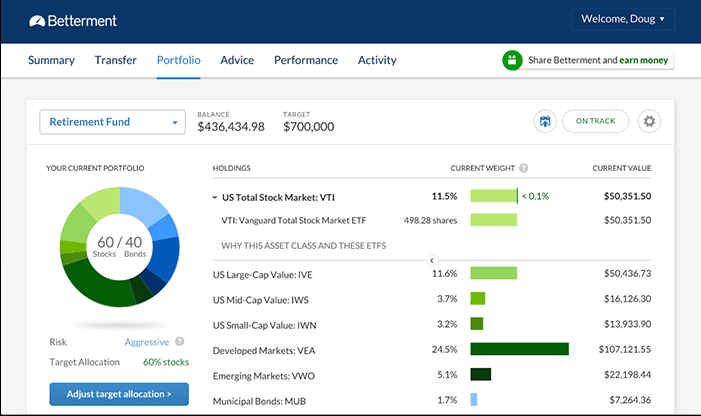 Betterment
Welcome, Doug
Summary Transfer Portfolio Advice Performance Activity
Share Betterment and earn money
Retirement Fund
BALANCE
$436,434.98
TARGET
$700,000
ON TRACK
YOUR CURRENT PORTFOLIO
60 / 40
Stocks Bonds
Risk Aggressive ?
Target Allocation 60% stocks
Adjust target allocation >
HOLDINGS CURRENT WEIGHT ? CURRENT VALUE
US Total Stock Market: VTI 11.5% < 0.1% $50,351.50
VTI: Vanguard Total Stock Market ETF 498.28 shares $50,351.50
WHY THIS ASSET CLASS AND THESE ETFS
US Large-Cap Value: IVE 11.6% $50,436.73
US Mid-Cap Value: IWS 3.7% $16,126.30
US Small-Cap Value: IWN 3.2% $13,933.90
Developed Markets: VEA 24.5% $107,121.55
Emerging Markets: VWO 5.1% $22,198.44
Municipal Bonds: MUB 1.7% $7,264.36